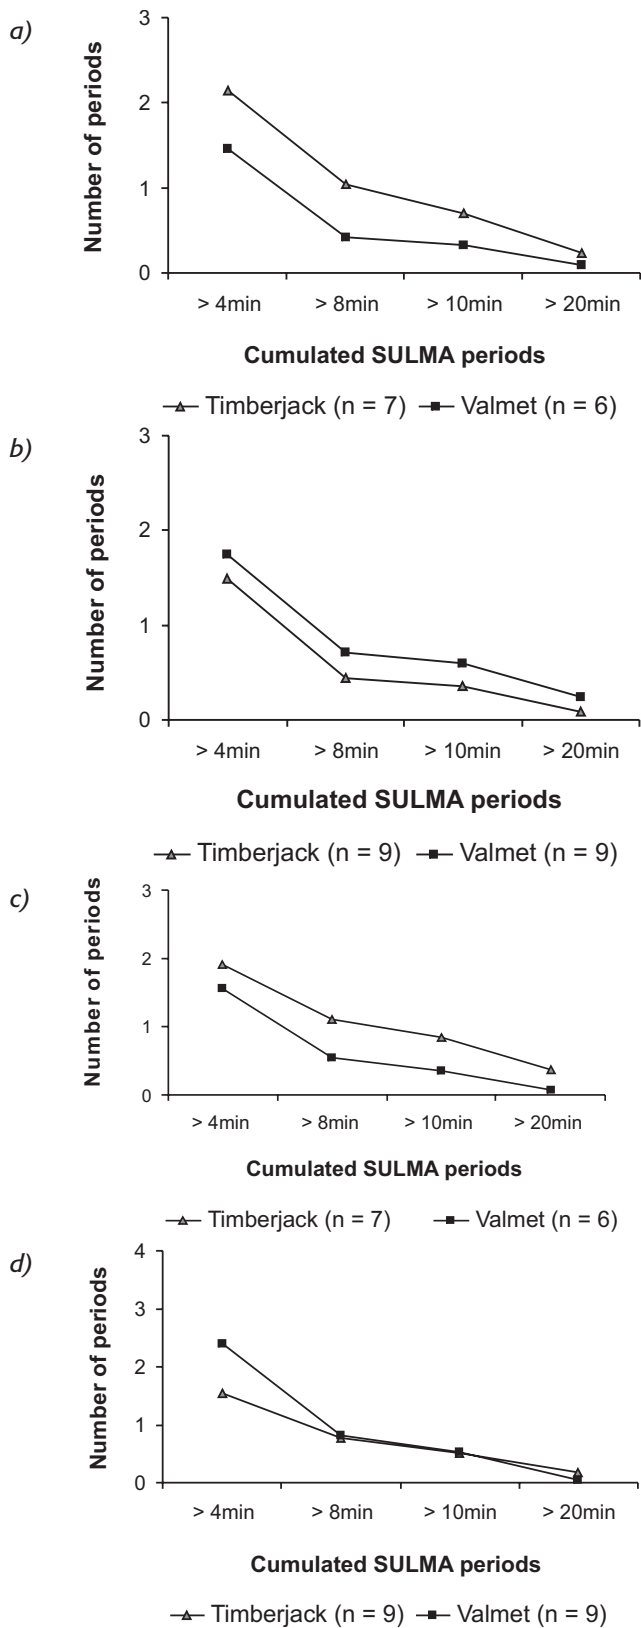 a)
Number of periods
3
2
1
0
> 4min > 8min > 10min > 20min
Cumulated SULMA periods
Timberjack (n = 7) Valmet (n = 6)
b)
Number of periods
3
2
1
0
> 4min > 8min > 10min > 20min
Cumulated SULMA periods
Timberjack (n = 9) Valmet (n = 9)
c)
Number of periods
3
2
1
0
> 4min > 8min > 10min > 20min
Cumulated SULMA periods
Timberjack (n = 7) Valmet (n = 6)
d)
Number of periods
4
3
2
1
0
> 4min > 8min > 10min > 20min
Cumulated SULMA periods
Timberjack (n = 9) Valmet (n = 9)